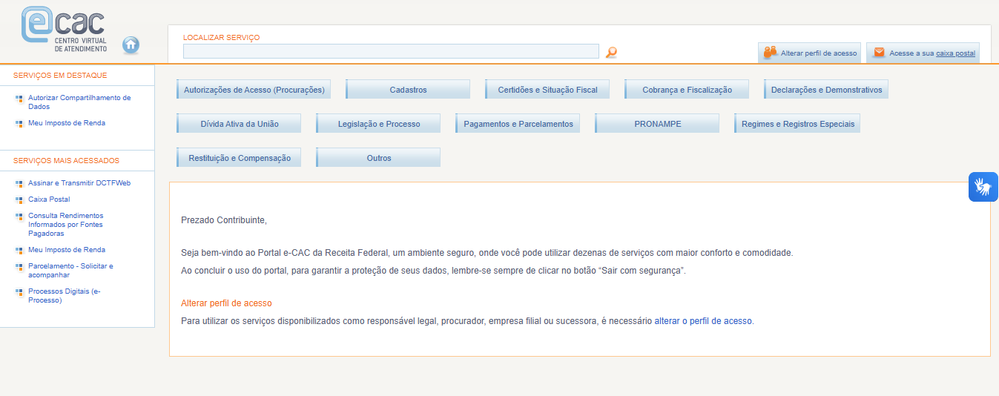 e cac
CENTRO VIRTUAL
DE ATENDIMENTO
LOCALIZAR SERVIÇO
Alterar perfil de acesso
Acesse a sua caixa postal
SERVIÇOS EM DESTAQUE
Autorizar Compartilhamento de
Dados
Meu Imposto de Renda
SERVIÇOS MAIS ACESSADOS
Assinar e Transmitir DCTFWeb
Caixa Postal
Consulta Rendimentos
Informados por Fontes
Pagadoras
Meu Imposto de Renda
Parcelamento - Solicitar e
acompanhar
Processos Digitais (e-
Processo)
Autorizações de Acesso (Procurações)
Cadastros
Certidões e Situação Fiscal
Cobrança e Fiscalização
Declarações e Demonstrativos
Dívida Ativa da União
Legislação e Processo
Pagamentos e Parcelamentos
PRONAMPE
Regimes e Registros Especiais
Restituição e Compensação
Outros
Prezado Contribuinte,
Seja bem-vindo ao Portal e-CAC da Receita Federal, um ambiente seguro, onde você pode utilizar dezenas de serviços com maior conforto e comodidade.
Ao concluir o uso do portal, para garantir a proteção de seus dados, lembre-se sempre de clicar no botão “Sair com segurança”.
Alterar perfil de acesso
Para utilizar os serviços disponibilizados como responsável legal, procurador, empresa filial ou sucessora, é necessário alterar o perfil de acesso.